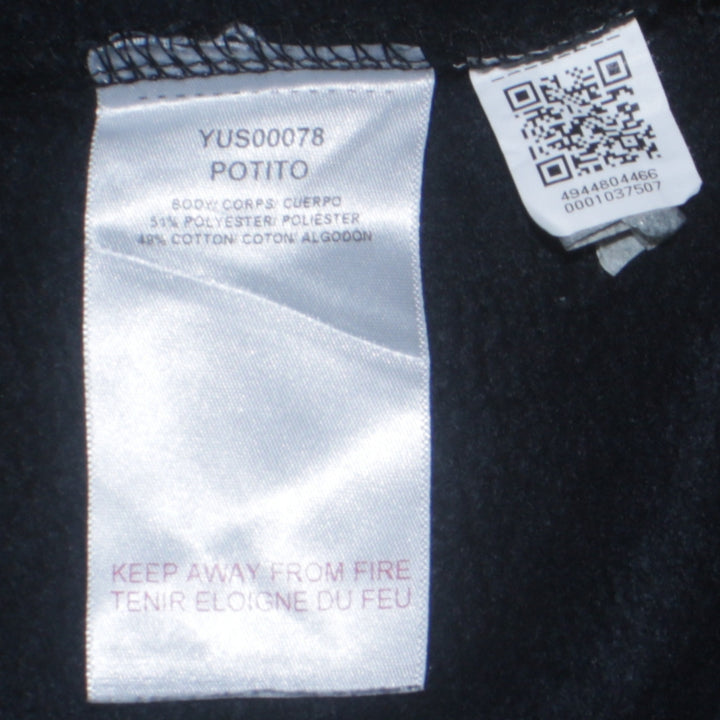 YUS00078
POTITO
BODY/ CORPS/ CUERPO
51% POLYESTER/ POLIESTER
49% COTTON/ COTON/ ALGODON
KEEP AWAY FROM FIRE
TENIR ELOIGNE DU FEU
4944804466
0001037507